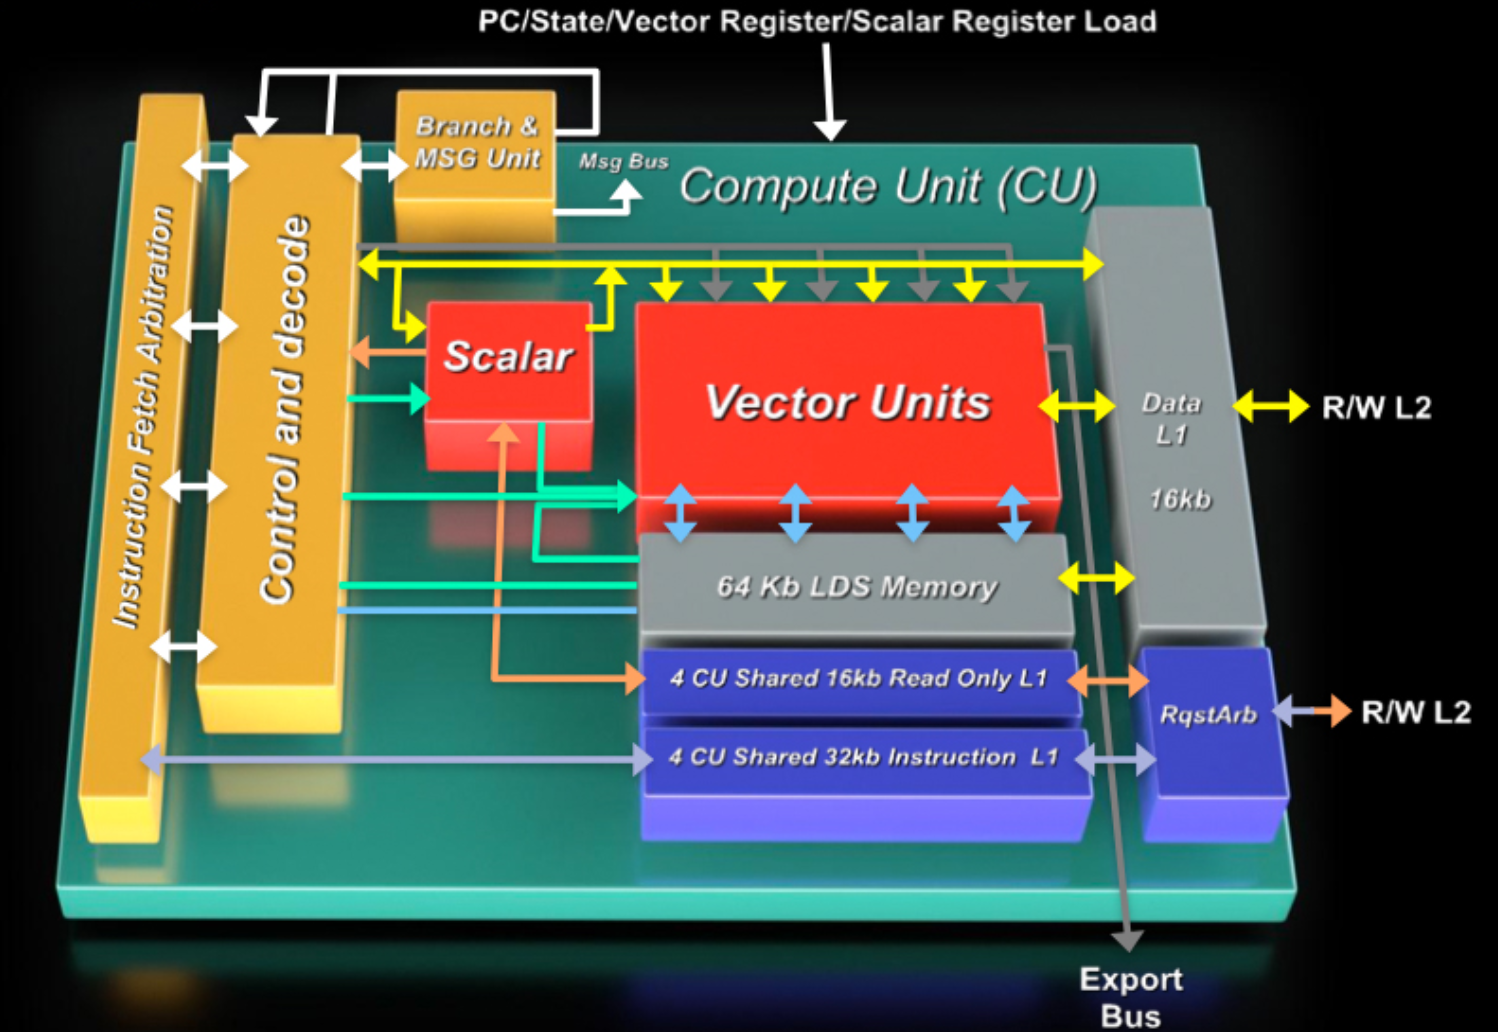 PC/State/Vector Register/Scalar Register Load
Branch &
MSG Unit
Msg Bus
Compute Unit (CU)
Instruction Fetch Arbitration
Control and decode
Scalar
Vector Units
Data
L1
16kb
R/W L2
64 Kb LDS Memory
4 CU Shared 16kb Read Only L1
RqstArb
R/W L2
4 CU Shared 32kb Instruction L1
Export
Bus